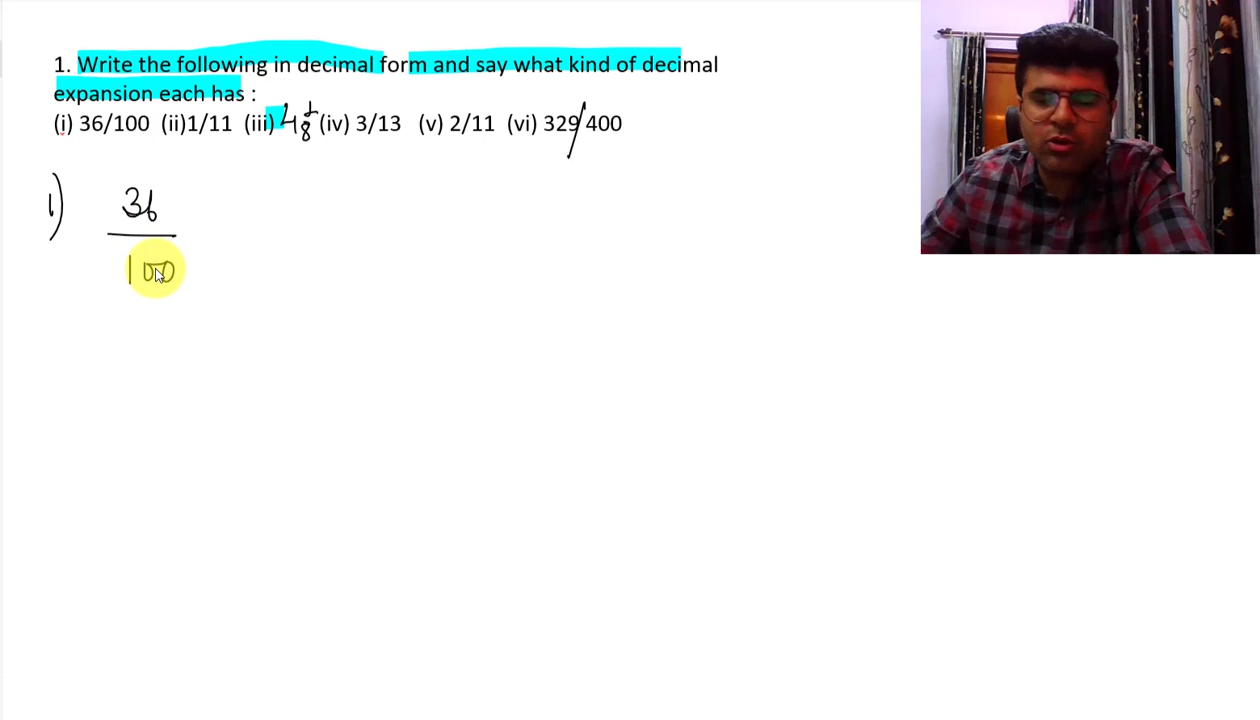 1. Write the following in decimal form and say what kind of decimal
expansion each has :
(i) 36/100 (ii)1/11 (iii) 4 1/8 (iv) 3/13 (v) 2/11 (vi) 329/400
i) 36
100